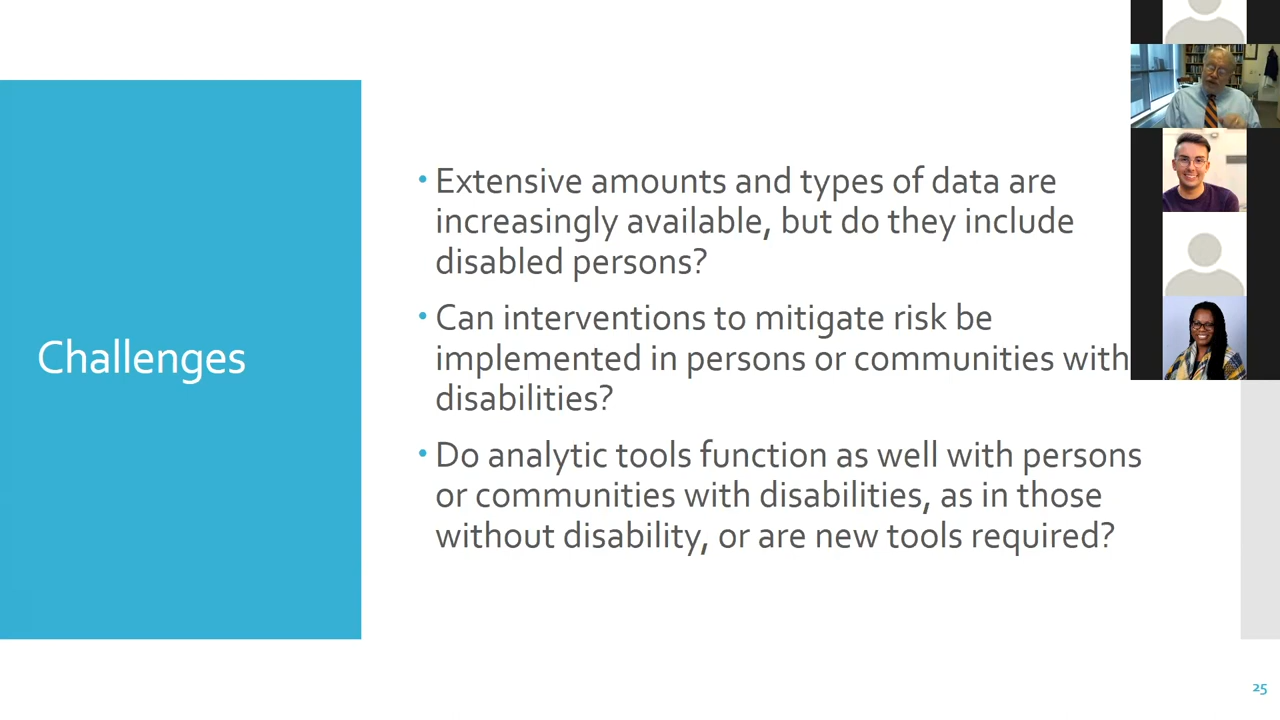 Challenges
• Extensive amounts and types of data are
increasingly available, but do they include
disabled persons?
• Can interventions to mitigate risk be
implemented in persons or communities with
disabilities?
• Do analytic tools function as well with persons
or communities with disabilities, as in those
without disability, or are new tools required?
25